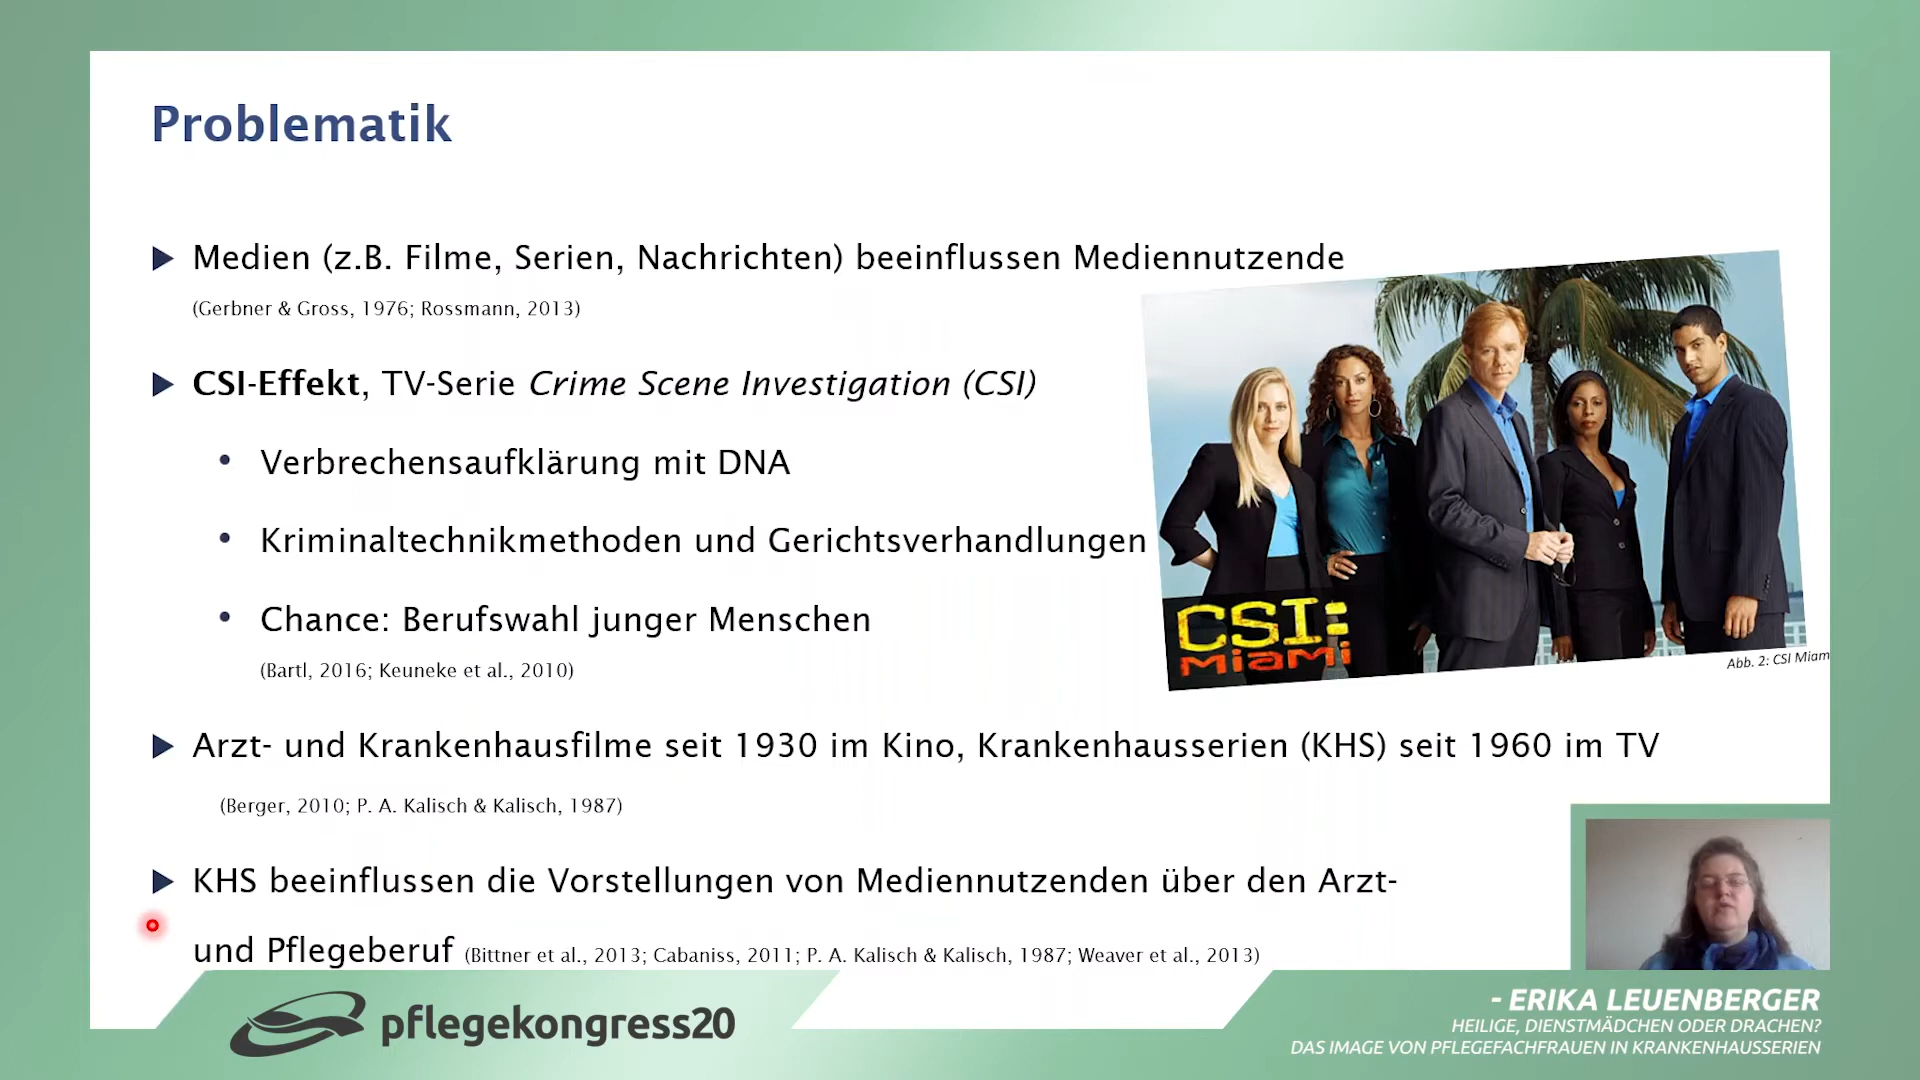 Problematik
Medien (z.B. Filme, Serien, Nachrichten) beeinflussen Mediennutzende
(Gerbner & Gross, 1976; Rossmann, 2013)
CSI-Effekt, TV-Serie Crime Scene Investigation (CSI)
Verbrechensaufklärung mit DNA
Kriminaltechnikmethoden und Gerichtsverhandlungen
Chance: Berufswahl junger Menschen
(Bartl, 2016; Keuneke et al., 2010)
CSI:
MIAMI
Abb. 2: CSI Miam
Arzt- und Krankenhausfilme seit 1930 im Kino, Krankenhausserien (KHS) seit 1960 im TV
(Berger, 2010; P. A. Kalisch & Kalisch, 1987)
KHS beeinflussen die Vorstellungen von Mediennutzenden über den Arzt-
und Pflegeberuf (Bittner et al., 2013; Cabaniss, 2011; P. A. Kalisch & Kalisch, 1987; Weaver et al., 2013)
pflegekongress20
- ERIKA LEUENBERGER
HEILIGE, DIENSTMÄDCHEN ODER DRACHEN?
DAS IMAGE VON PFLEGEFACHFRAUEN IN KRANKENHAUSSERIEN